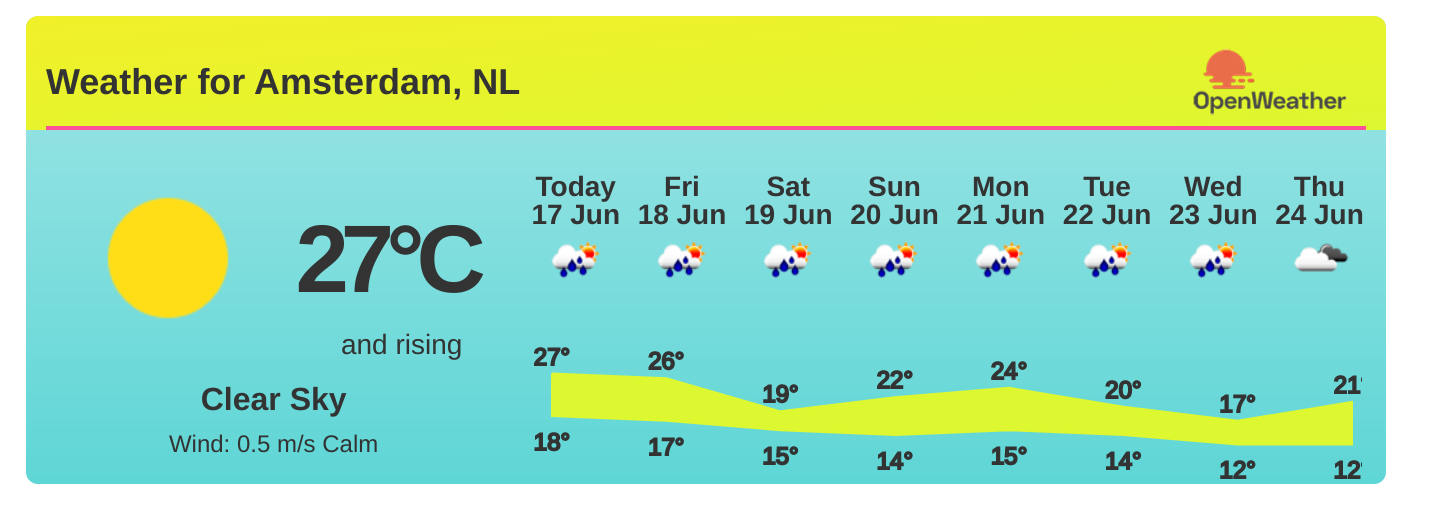 Weather for Amsterdam, NL
OpenWeather
27°C
and rising
Clear Sky
Wind: 0.5 m/s Calm
Today Fri Sat Sun Mon Tue Wed Thu
17 Jun 18 Jun 19 Jun 20 Jun 21 Jun 22 Jun 23 Jun 24 Jun
27° 26° 19° 22° 24° 20° 17° 21°
18° 17° 15° 14° 15° 14° 12° 12°